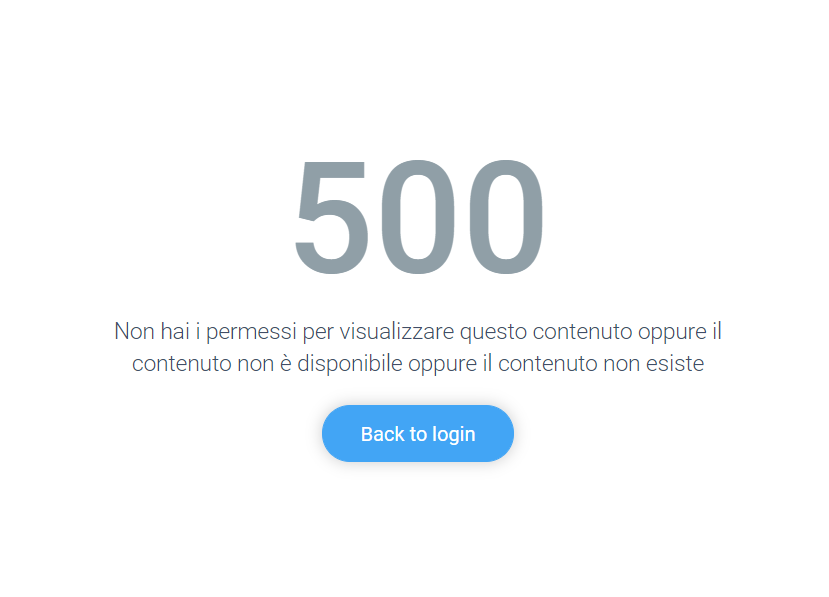 500
Non hai i permessi per visualizzare questo contenuto oppure il
contenuto non è disponibile oppure il contenuto non esiste
Back to login